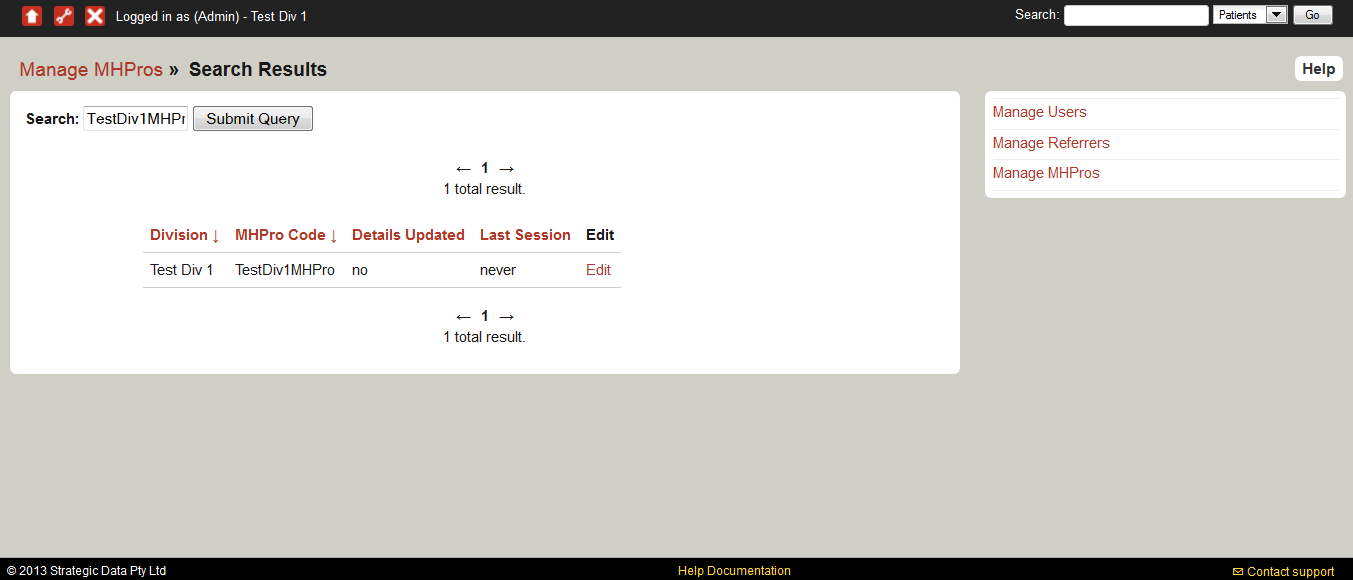 Logged in as (Admin) - Test Div 1 Search: Patients Go
Manage MHPros » Search Results Help
Search: TestDiv1MHPr Submit Query
Manage Users
Manage Referrers
Manage MHPros
← 1 →
1 total result.
Division ↓ MHPro Code ↓ Details Updated Last Session Edit
Test Div 1 TestDiv1MHPro no never Edit
← 1 →
1 total result.
© 2013 Strategic Data Pty Ltd Help Documentation Contact support